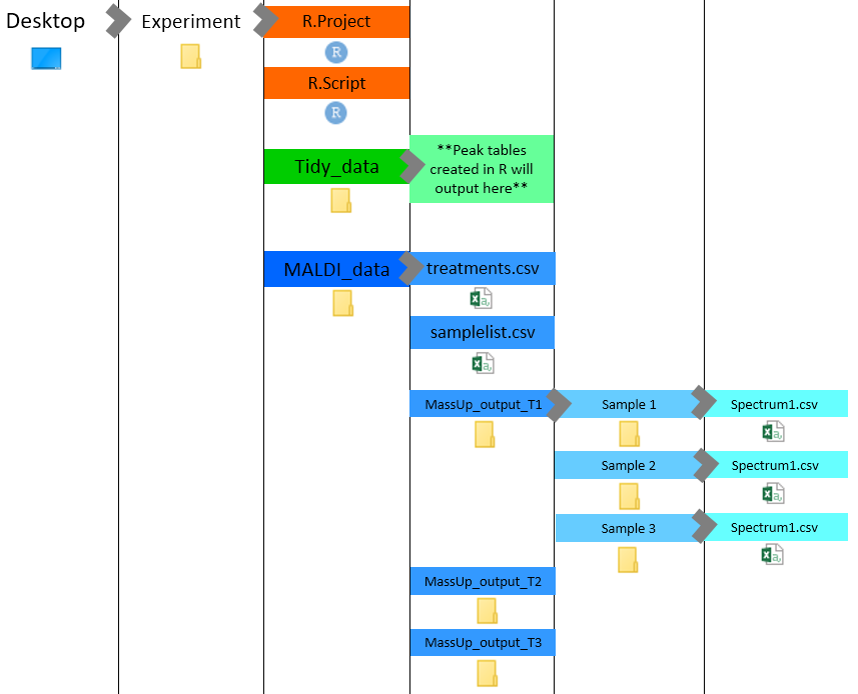 Desktop
Experiment
R.Project
R
R.Script
R
Tidy_data
**Peak tables
created in R will
output here**
MALDI_data
treatments.csv
X a,
samplelist.csv
X a,
MassUp_output_T1
Sample 1
Spectrum1.csv
X a,
Sample 2
Spectrum1.csv
X a,
Sample 3
Spectrum1.csv
X a,
MassUp_output_T2
MassUp_output_T3